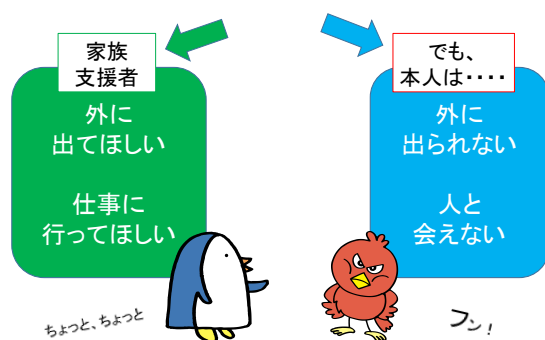 家族
支援者
外に
出てほしい
仕事に
行ってほしい
ちょっと、ちょっと
でも、
本人は・・・・
外に
出られない
人と
会えない
フン！